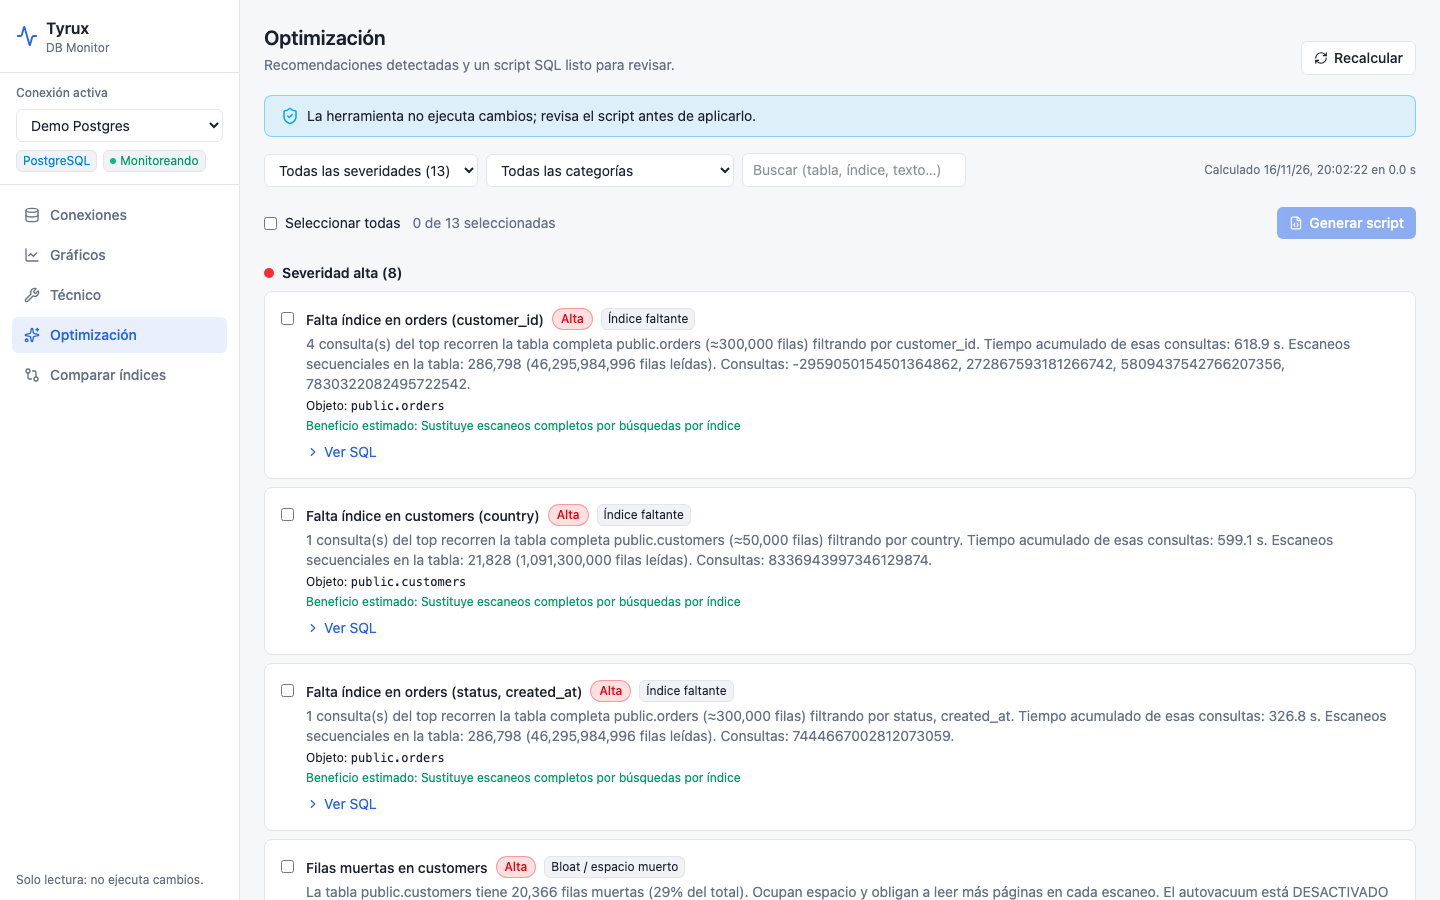 Tyrux
DB Monitor
Conexión activa
Demo Postgres
PostgreSQL
Monitoreando
Conexiones
Gráficos
Técnico
Optimización
Comparar índices
Solo lectura: no ejecuta cambios.
Optimización
Recomendaciones detectadas y un script SQL listo para revisar.
Recalcular
La herramienta no ejecuta cambios; revisa el script antes de aplicarlo.
Todas las severidades (13)
Todas las categorías
Buscar (tabla, índice, texto...)
Calculado 16/11/26, 20:02:22 en 0.0 s
Seleccionar todas
0 de 13 seleccionadas
Generar script
Severidad alta (8)
Falta índice en orders (customer_id) Alta Índice faltante
4 consulta(s) del top recorren la tabla completa public.orders (≈300,000 filas) filtrando por customer_id. Tiempo acumulado de esas consultas: 618.9 s. Escaneos
secuenciales en la tabla: 286,798 (46,295,984,996 filas leídas). Consultas: -2959050154501364862, 272867593181266742, 5809437542766207356,
7830322082495722542.
Objeto: public.orders
Beneficio estimado: Sustituye escaneos completos por búsquedas por índice
Ver SQL
Falta índice en customers (country) Alta Índice faltante
1 consulta(s) del top recorren la tabla completa public.customers (≈50,000 filas) filtrando por country. Tiempo acumulado de esas consultas: 599.1 s. Escaneos
secuenciales en la tabla: 21,828 (1,091,300,000 filas leídas). Consultas: 8336943997346129874.
Objeto: public.customers
Beneficio estimado: Sustituye escaneos completos por búsquedas por índice
Ver SQL
Falta índice en orders (status, created_at) Alta Índice faltante
1 consulta(s) del top recorren la tabla completa public.orders (≈300,000 filas) filtrando por status, created_at. Tiempo acumulado de esas consultas: 326.8 s. Escaneos
secuenciales en la tabla: 286,798 (46,295,984,996 filas leídas). Consultas: 7444667002812073059.
Objeto: public.orders
Beneficio estimado: Sustituye escaneos completos por búsquedas por índice
Ver SQL
Filas muertas en customers Alta Bloat / espacio muerto
La tabla public.customers tiene 20,366 filas muertas (29% del total). Ocupan espacio y obligan a leer más páginas en cada escaneo. El autovacuum está DESACTIVADO